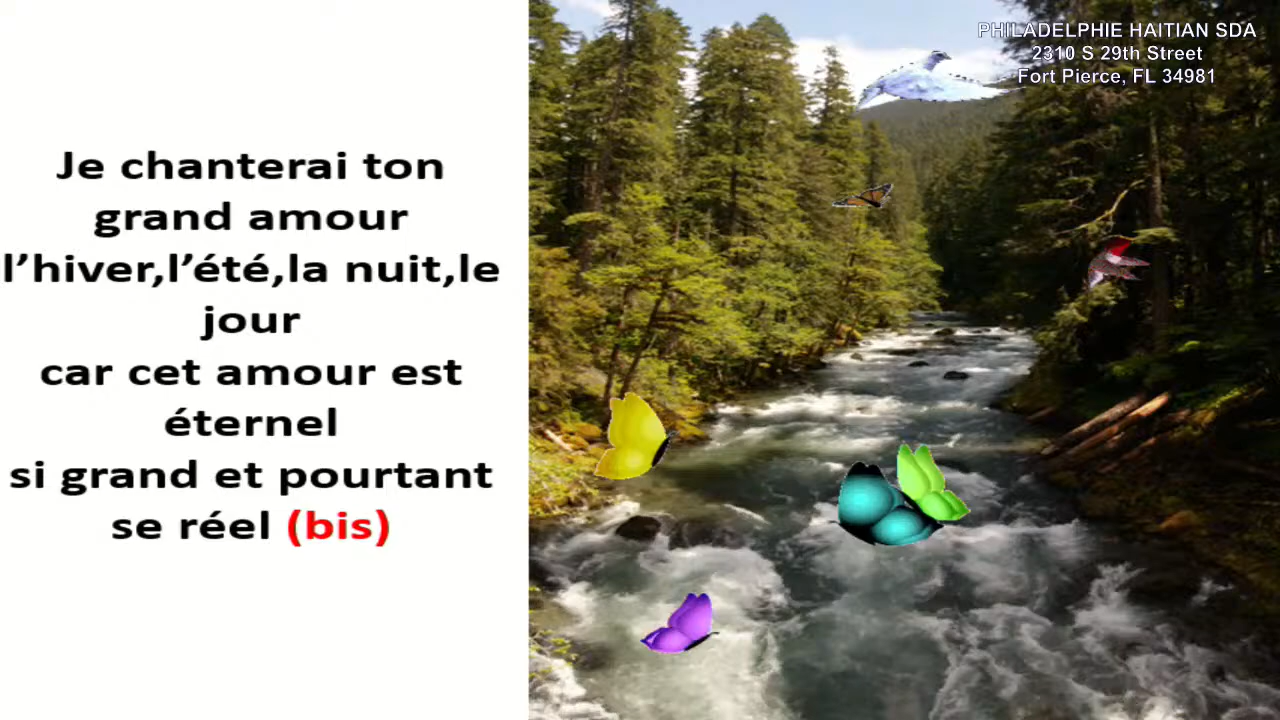 Je chanterai ton
grand amour
l’hiver,l’été,la nuit,le
jour
car cet amour est
éternel
si grand et pourtant
se réel (bis)
PHILADELPHIE HAITIAN SDA
2310 S 29th Street
Fort Pierce, FL 34981